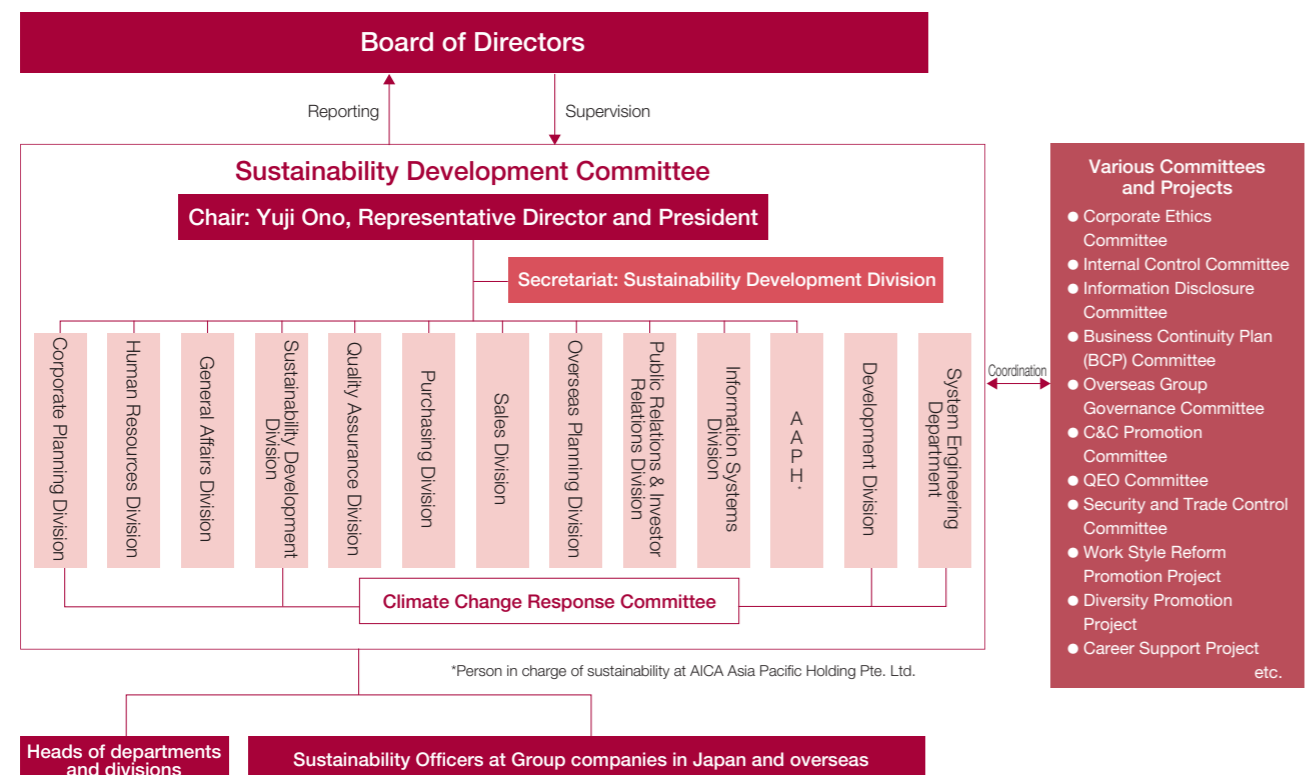 Board of Directors
Reporting
Supervision
Sustainability Development Committee
Chair: Yuji Ono, Representative Director and President
Secretariat: Sustainability Development Division
Corporate Planning Division
Human Resources Division
General Affairs Division
Sustainability Development
Division
Quality Assurance Division
Purchasing Division
Sales Division
Overseas Planning Division
Public Relations & Investor
Relations Division
Information Systems
Division
AAPH*
Development Division
System Engineering
Department
Climate Change Response Committee
*Person in charge of sustainability at AICA Asia Pacific Holding Pte. Ltd.
Heads of departments
and divisions
Sustainability Officers at Group companies in Japan and overseas
Coordination
Various Committees
and Projects
● Corporate Ethics
Committee
● Internal Control Committee
● Information Disclosure
Committee
● Business Continuity Plan
(BCP) Committee
● Overseas Group
Governance Committee
● C&C Promotion
Committee
● QEO Committee
● Security and Trade Control
Committee
● Work Style Reform
Promotion Project
● Diversity Promotion
Project
● Career Support Project
etc.